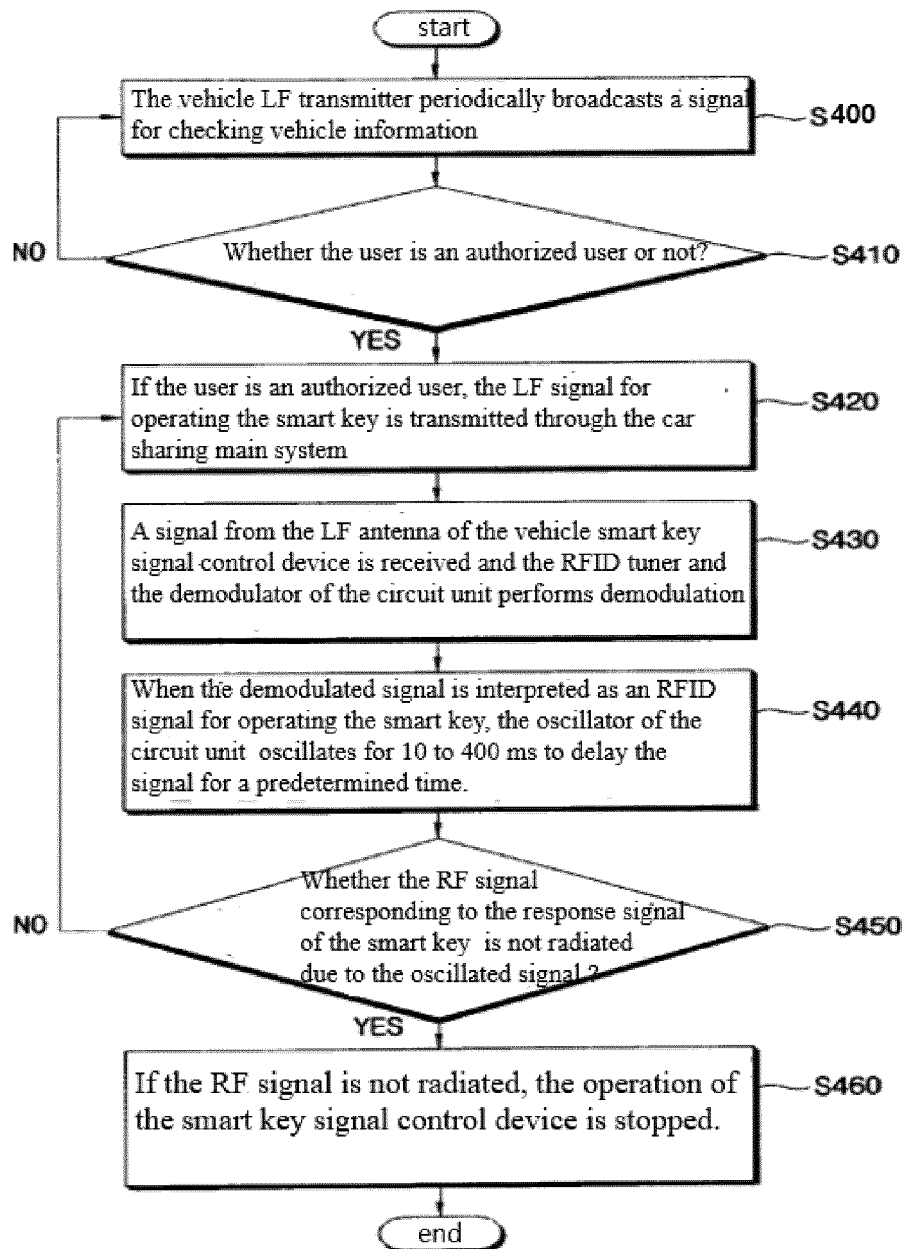 start
The vehicle LF transmitter periodically broadcasts a signal
for checking vehicle information
S400
NO
Whether the user is an authorized user or not?
S410
YES
If the user is an authorized user, the LF signal for
operating the smart key is transmitted through the car
sharing main system
S420
A signal from the LF antenna of the vehicle smart key
signal control device is received and the RFID tuner and
the demodulator of the circuit unit performs demodulation
S430
When the demodulated signal is interpreted as an RFID
signal for operating the smart key, the oscillator of the
circuit unit oscillates for 10 to 400 ms to delay the
signal for a predetermined time.
S440
Whether the RF signal
corresponding to the response signal
of the smart key is not radiated
due to the oscillated signal ?
NO
S450
YES
If the RF signal is not radiated, the operation of
the smart key signal control device is stopped.
S460
end